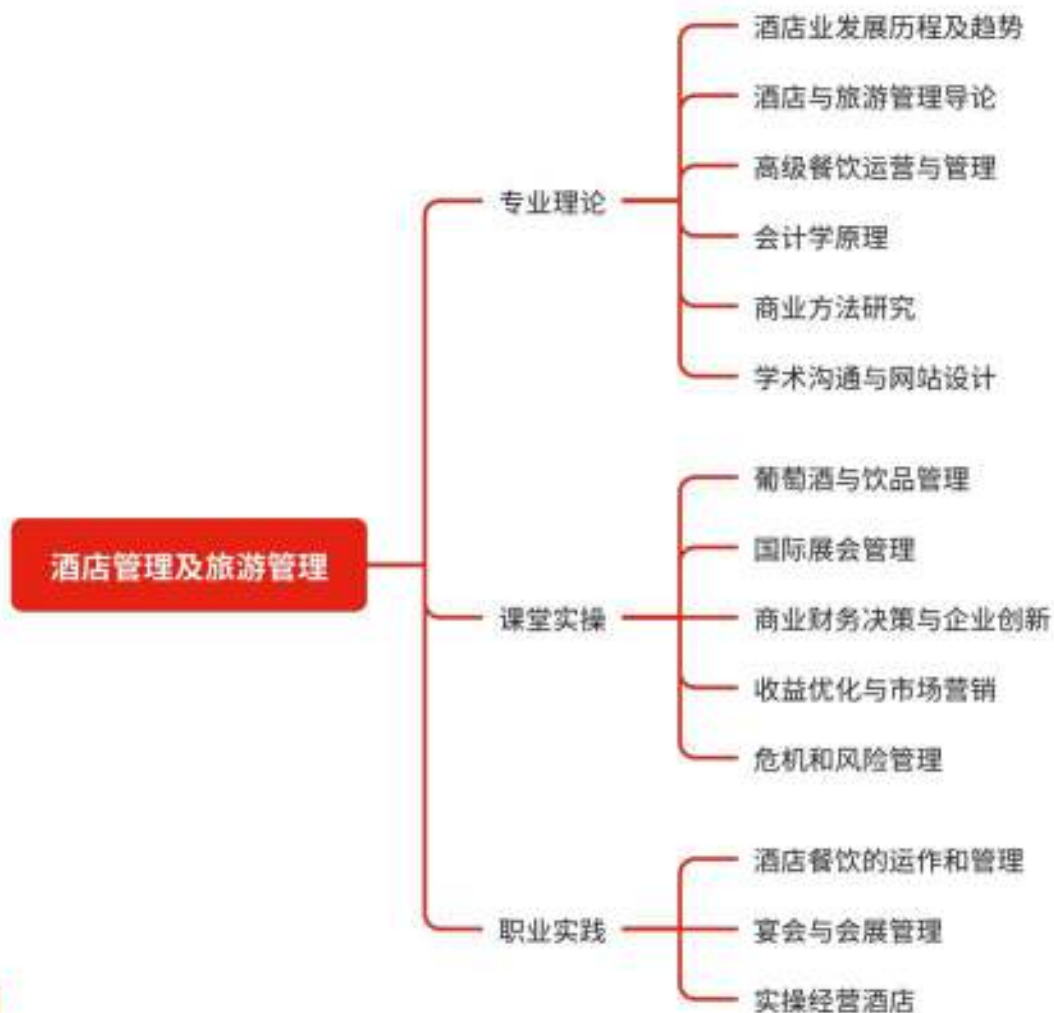 酒店管理及旅游管理
专业理论
酒店业发展历程及趋势
酒店与旅游管理导论
高级餐饮运营与管理
会计学原理
商业方法研究
学术沟通与网站设计
课堂实操
葡萄酒与饮品管理
国际展会管理
商业财务决策与企业创新
收益优化与市场营销
危机和风险管理
职业实践
酒店餐饮的运作和管理
宴会与会展管理
实操经营酒店